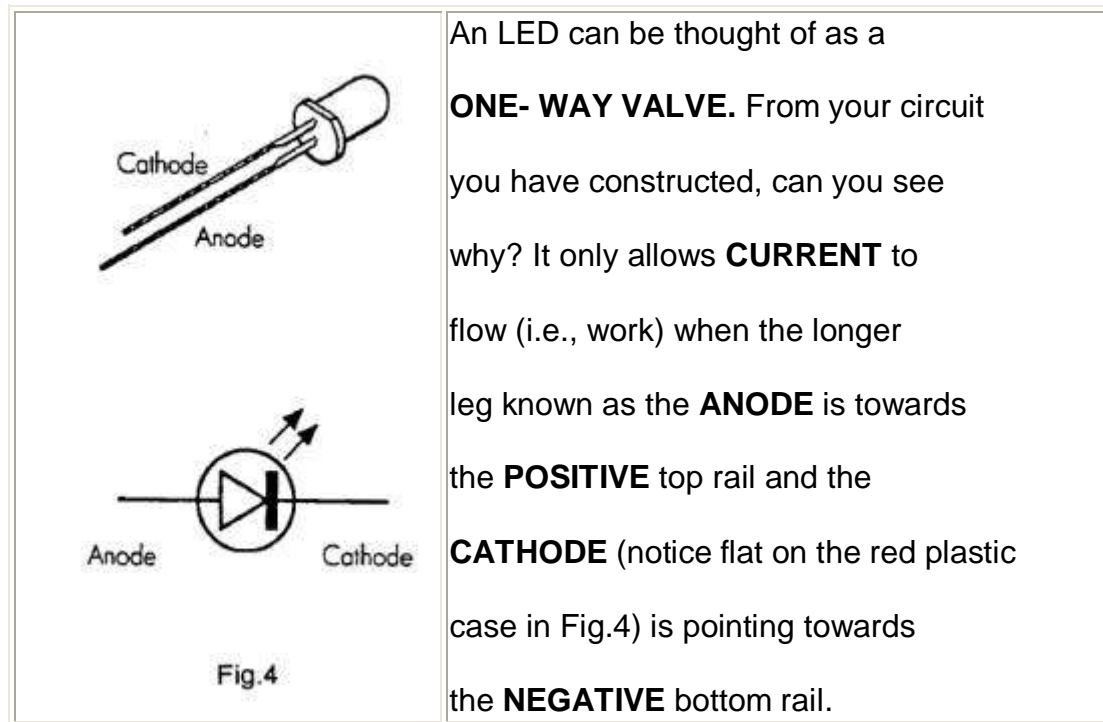 Cathode
Anode
Anode
Cathode
Fig.4
An LED can be thought of as a
ONE- WAY VALVE. From your circuit
you have constructed, can you see
why? It only allows CURRENT to
flow (i.e., work) when the longer
leg known as the ANODE is towards
the POSITIVE top rail and the
CATHODE (notice flat on the red plastic
case in Fig.4) is pointing towards
the NEGATIVE bottom rail.